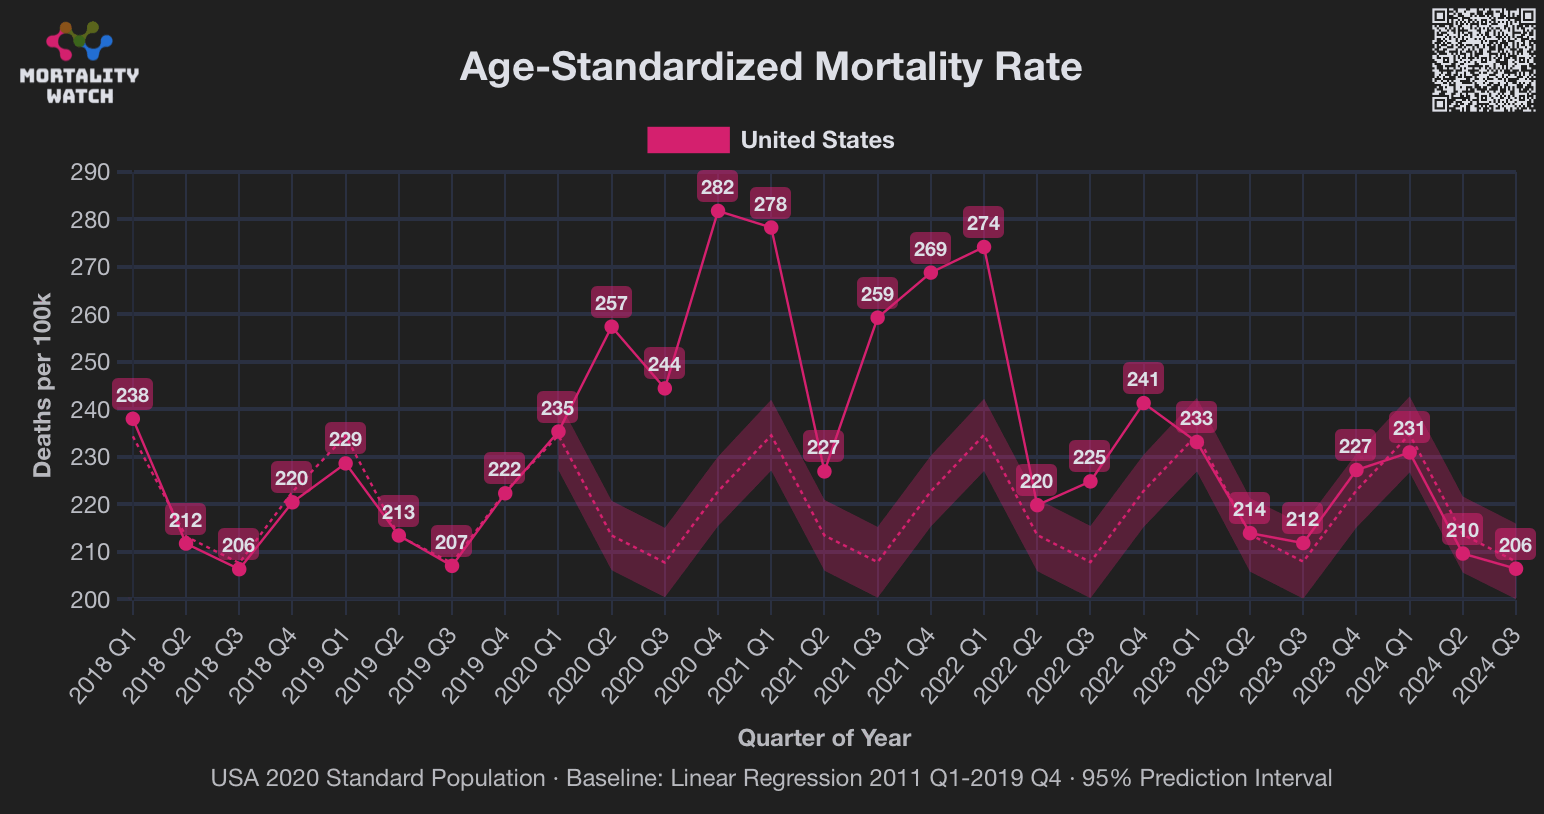 MORTALITY
WATCH
Age-Standardized Mortality Rate
United States
Deaths per 100k
290
280
270
260
250
240
230
220
210
200
238
212
206
220
229
213
207
222
235
257
244
282
278
227
259
269
274
220
225
241
233
214
212
227
231
210
206
2018 Q1
2018 Q2
2018 Q3
2018 Q4
2019 Q1
2019 Q2
2019 Q3
2019 Q4
2020 Q1
2020 Q2
2020 Q3
2020 Q4
2021 Q1
2021 Q2
2021 Q3
2021 Q4
2022 Q1
2022 Q2
2022 Q3
2022 Q4
2023 Q1
2023 Q2
2023 Q3
2023 Q4
2024 Q1
2024 Q2
2024 Q3
Quarter of Year
USA 2020 Standard Population · Baseline: Linear Regression 2011 Q1-2019 Q4 · 95% Prediction Interval